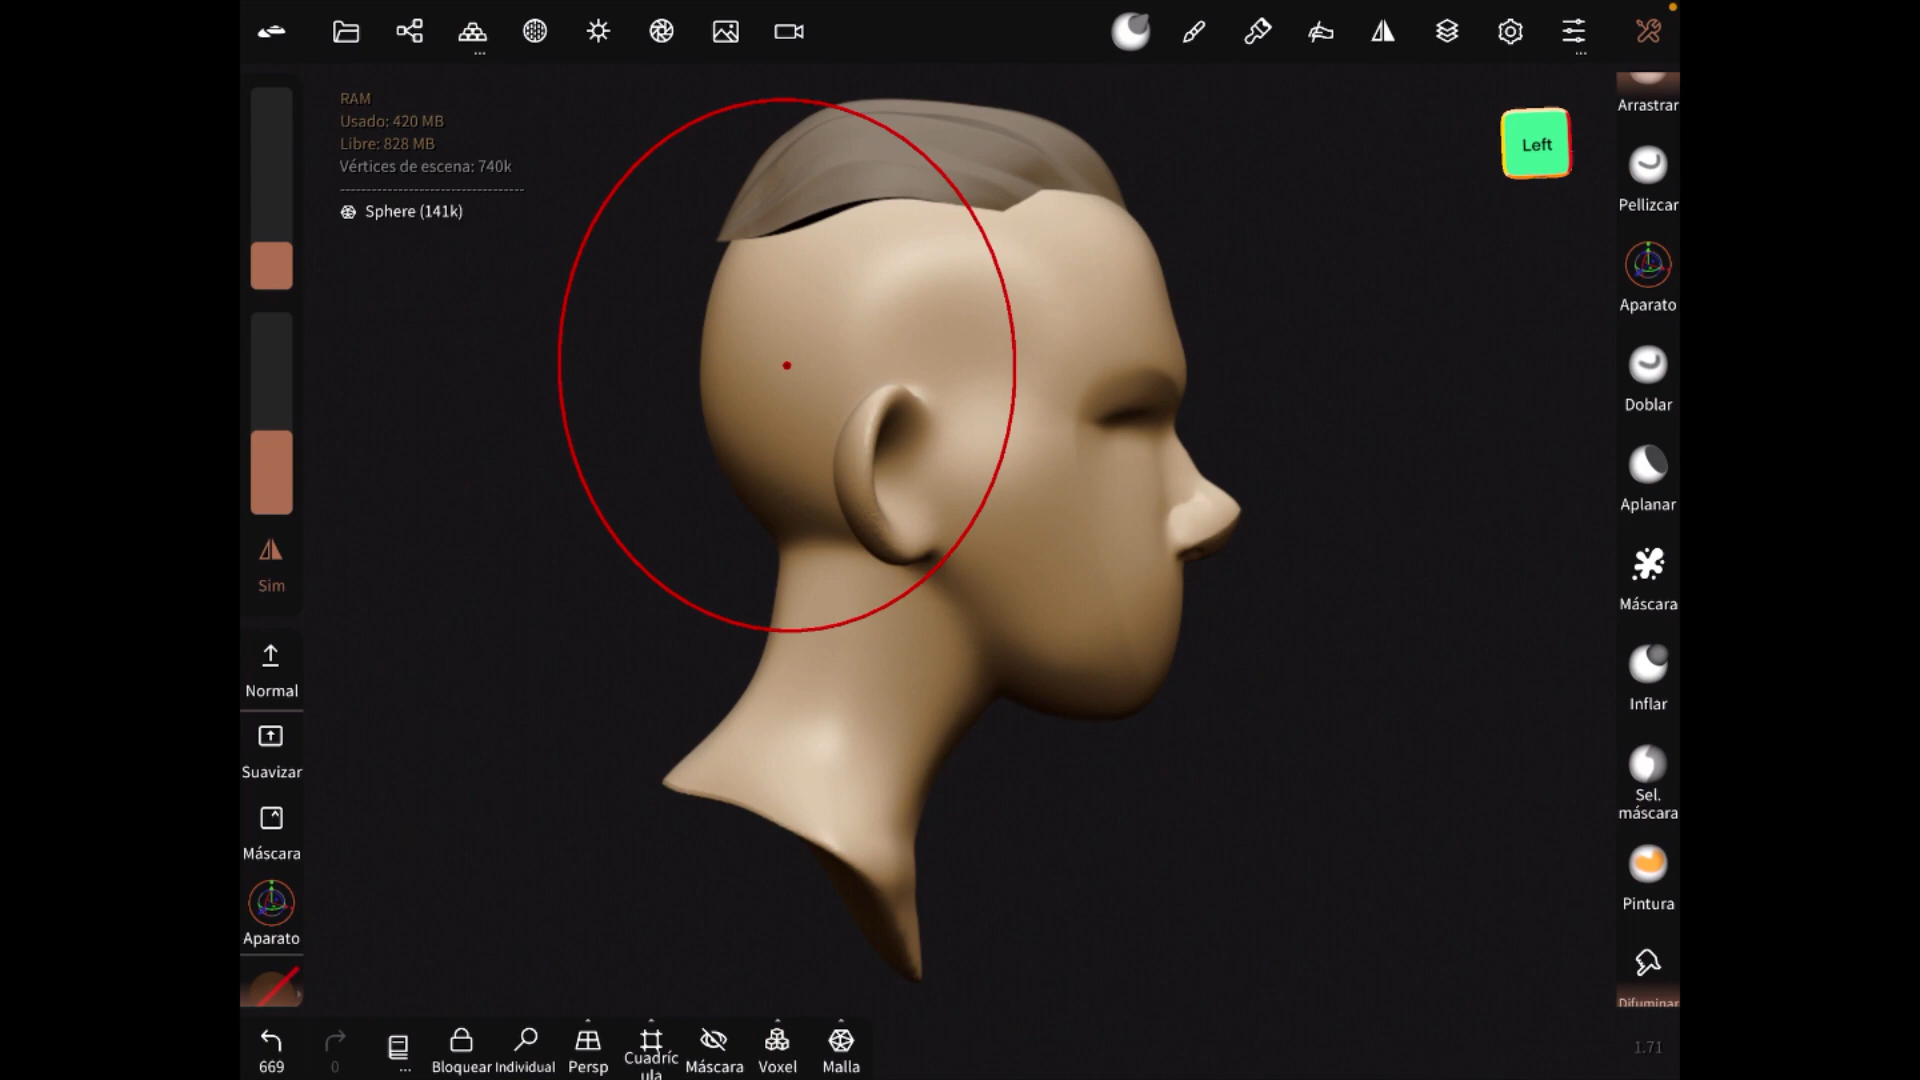 RAM
Usado: 420 MB
Libre: 828 MB
Vértices de escena: 740k
Sphere (141k)
Left
Sim
Normal
Suavizar
Máscara
Aparato
Arrastrar
Pellizcar
Aparato
Doblar
Aplanar
Máscara
Inflar
Sel.
máscara
Pintura
Difuminar
669
0
...
Bloquear
Individual
Persp
Cuadríc
ula
Máscara
Voxel
Malla
1.71